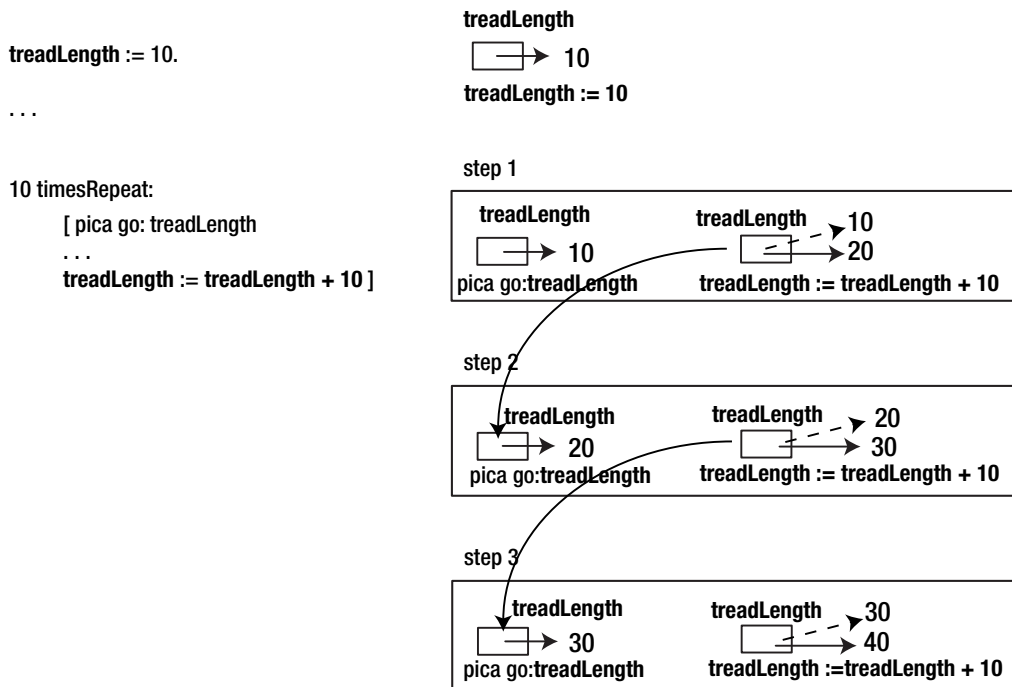 treadLength := 10.
. . .
10 timesRepeat:
[ pica go: treadLength
. . .
treadLength := treadLength + 10 ]
treadLength
10
treadLength := 10
step 1
treadLength
10
pica go:treadLength
treadLength
10
20
treadLength := treadLength + 10
step 2
treadLength
20
pica go:treadLength
treadLength
20
30
treadLength := treadLength + 10
step 3
treadLength
30
pica go:treadLength
treadLength
30
40
treadLength :=treadLength + 10